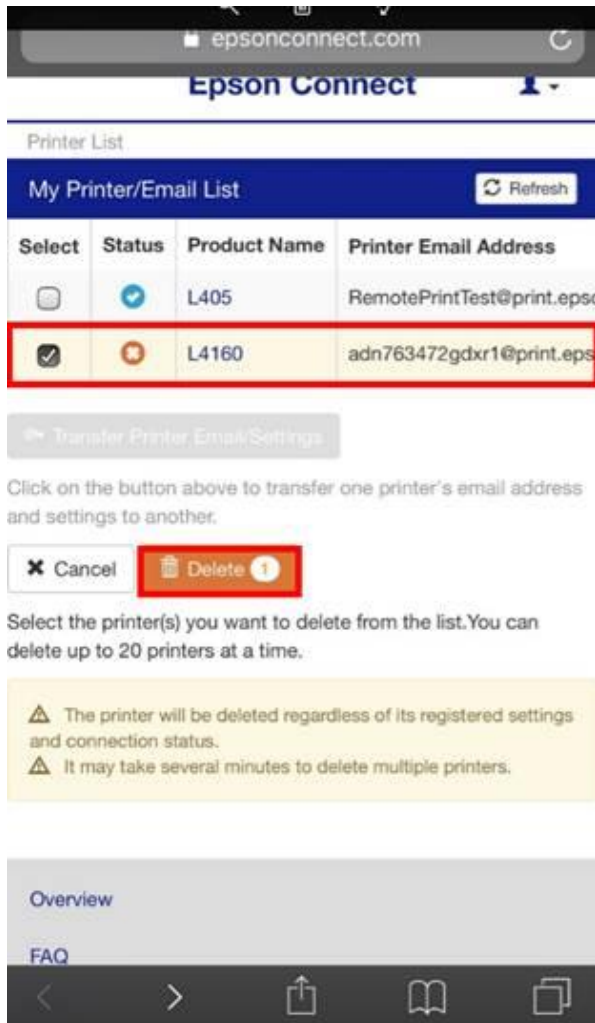 epsonconnect.com
Epson Connect
Printer List
My Printer/Email List Refresh
Select Status Product Name Printer Email Address
L405 RemotePrintTest@print.epso
L4160 adn763472gdxr1@print.eps
Transfer Printer Email/Settings
Click on the button above to transfer one printer's email address
and settings to another.
Cancel Delete 1
Select the printer(s) you want to delete from the list.You can
delete up to 20 printers at a time.
The printer will be deleted regardless of its registered settings
and connection status.
It may take several minutes to delete multiple printers.
Overview
FAQ